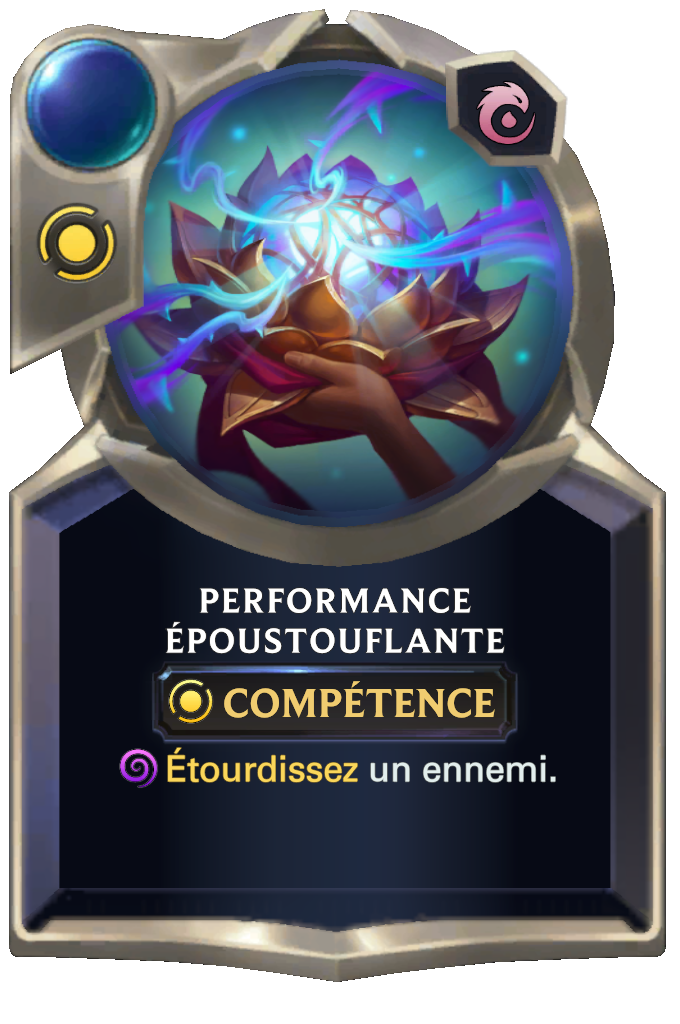 PERFORMANCE
ÉPOUSTOUFLANTE
COMPÉTENCE
Étourdissez un ennemi.